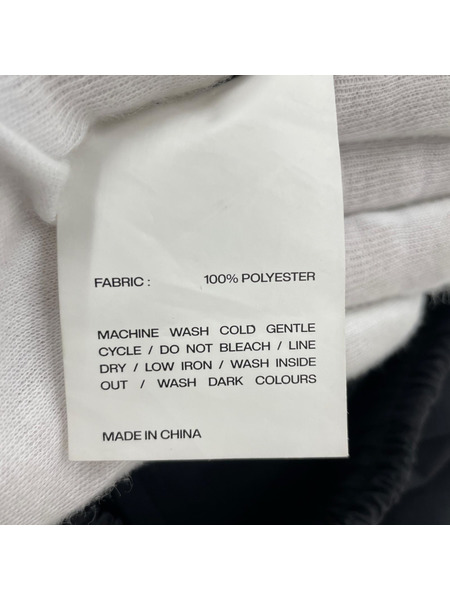 FABRIC : 100% POLYESTER
MACHINE WASH COLD GENTLE
CYCLE / DO NOT BLEACH / LINE
DRY / LOW IRON / WASH INSIDE
OUT / WASH DARK COLOURS
MADE IN CHINA